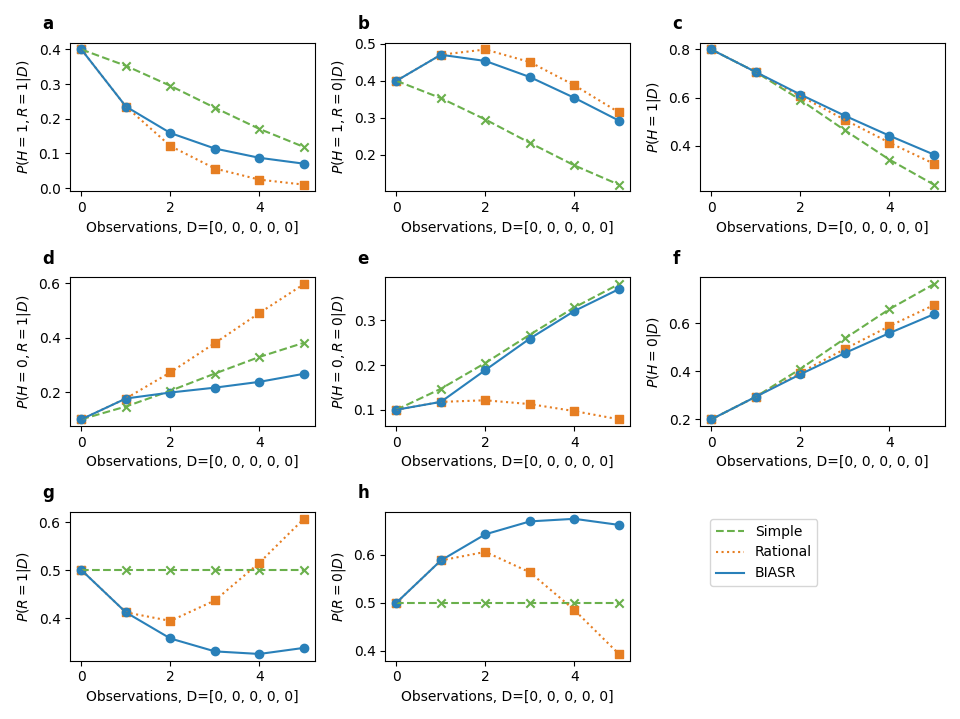 a
P(H = 1, R = 1|D)
0.4
0.3
0.2
0.1
0.0
0 2 4
Observations, D=[0, 0, 0, 0, 0]
b
P(H = 1, R = 0|D)
0.5
0.4
0.3
0.2
0 2 4
Observations, D=[0, 0, 0, 0, 0]
c
P(H = 1|D)
0.8
0.6
0.4
0 2 4
Observations, D=[0, 0, 0, 0, 0]
d
P(H = 0, R = 1|D)
0.6
0.4
0.2
0 2 4
Observations, D=[0, 0, 0, 0, 0]
e
P(H = 0, R = 0|D)
0.3
0.2
0.1
0 2 4
Observations, D=[0, 0, 0, 0, 0]
f
P(H = 0|D)
0.6
0.4
0.2
0 2 4
Observations, D=[0, 0, 0, 0, 0]
g
P(R = 1|D)
0.6
0.5
0.4
0 2 4
Observations, D=[0, 0, 0, 0, 0]
h
P(R = 0|D)
0.6
0.5
0.4
0 2 4
Observations, D=[0, 0, 0, 0, 0]
Simple
Rational
BIASR